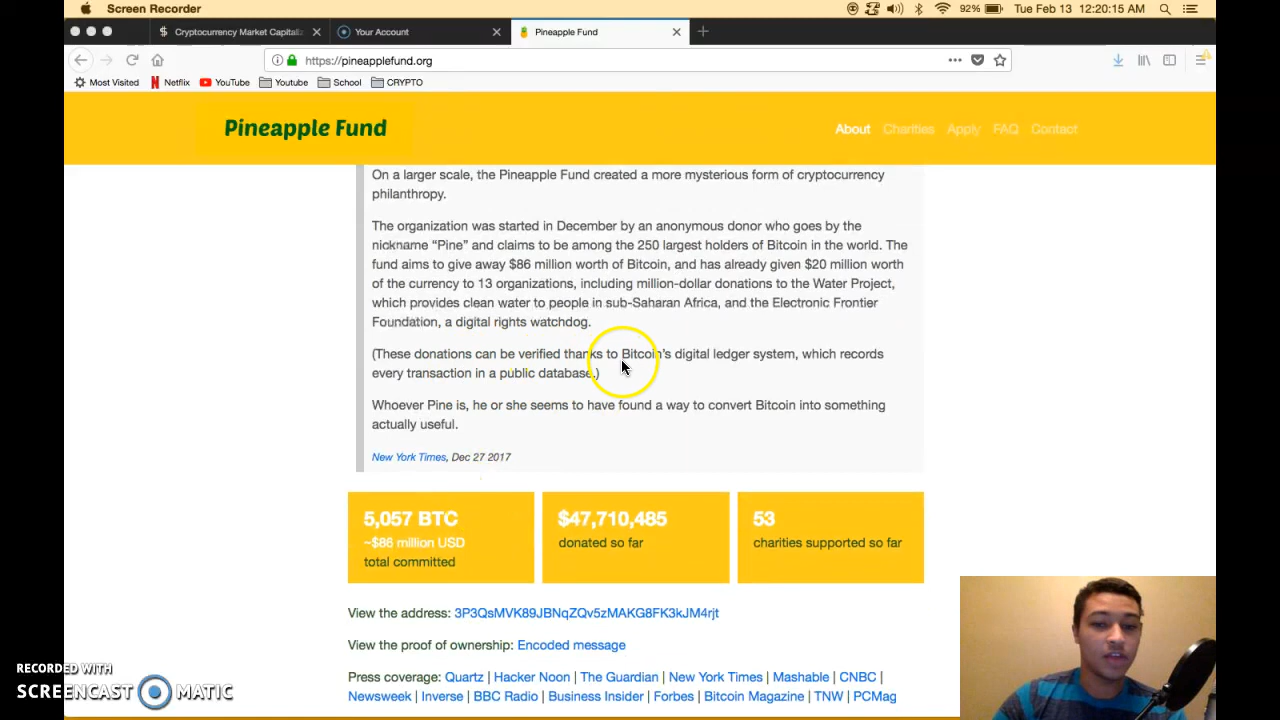 Screen Recorder
92%
Tue Feb 13 12:20:15 AM
Cryptocurrency Market Capitaliz
Your Account
Pineapple Fund
https://pineapplefund.org
Most Visited
Netflix
YouTube
Youtube
School
CRYPTO
Pineapple Fund
About Charities Apply FAQ Contact
On a larger scale, the Pineapple Fund created a more mysterious form of cryptocurrency
philanthropy.
The organization was started in December by an anonymous donor who goes by the
nickname “Pine” and claims to be among the 250 largest holders of Bitcoin in the world. The
fund aims to give away $86 million worth of Bitcoin, and has already given $20 million worth
of the currency to 13 organizations, including million-dollar donations to the Water Project,
which provides clean water to people in sub-Saharan Africa, and the Electronic Frontier
Foundation, a digital rights watchdog.
(These donations can be verified thanks to Bitcoin’s digital ledger system, which records
every transaction in a public database.)
Whoever Pine is, he or she seems to have found a way to convert Bitcoin into something
actually useful.
New York Times, Dec 27 2017
5,057 BTC
~$86 million USD
total committed
$47,710,485
donated so far
53
charities supported so far
View the address: 3P3QsMVK89JBNqZQv5zMAKG8FK3kJM4rjt
View the proof of ownership: Encoded message
Press coverage: Quartz | Hacker Noon | The Guardian | New York Times | Mashable | CNBC |
Newsweek | Inverse | BBC Radio | Business Insider | Forbes | Bitcoin Magazine | TNW | PCMag
RECORDED WITH
SCREENCAST MATIC